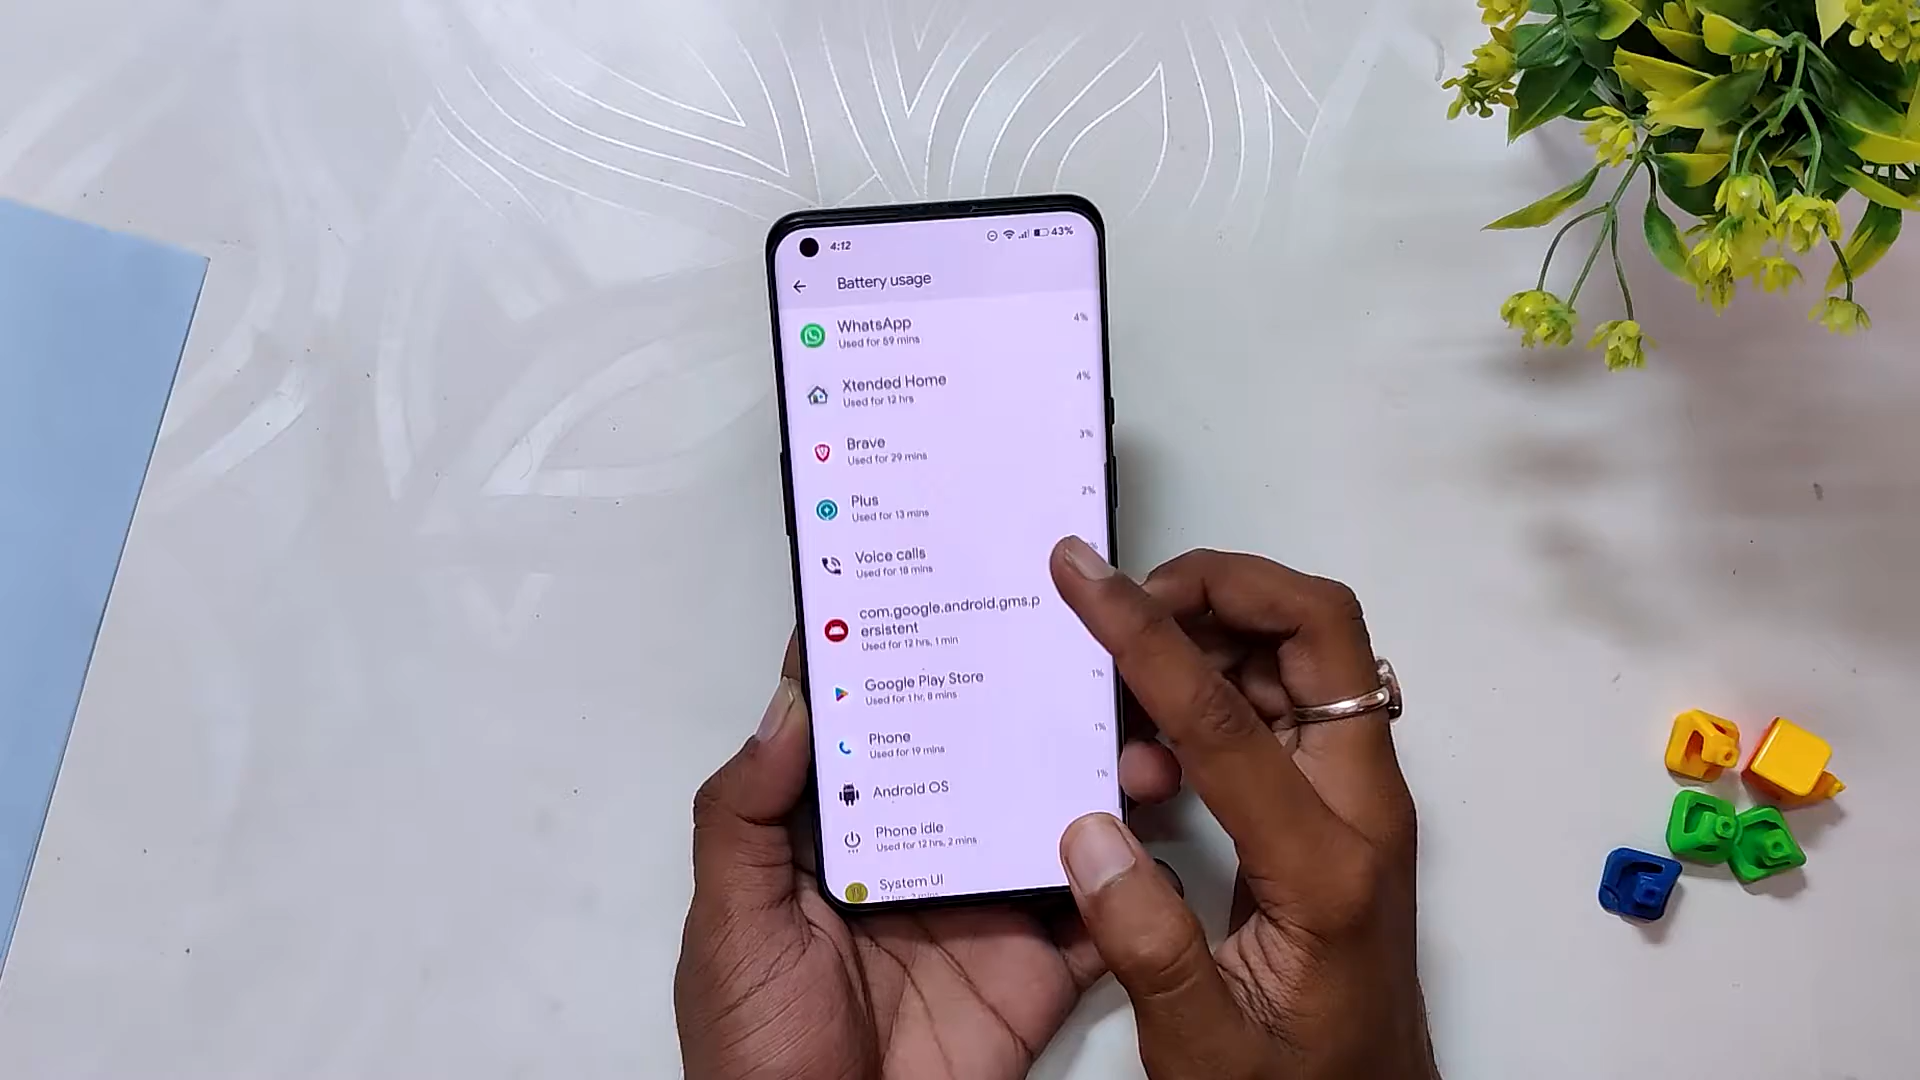 4:12
43%
Battery usage
WhatsApp
4%
Used for 59 mins
Xtended Home
4%
Used for 12 hrs
Brave
3%
Used for 29 mins
Plus
2%
Used for 13 mins
Voice calls
Used for 18 mins
com.google.android.gms.p
ersistent
Used for 12 hrs, 1 min
Google Play Store
1%
Used for 1 hr, 8 mins
Phone
1%
Used for 19 mins
Android OS
1%
Phone idle
Used for 12 hrs, 2 mins
System UI